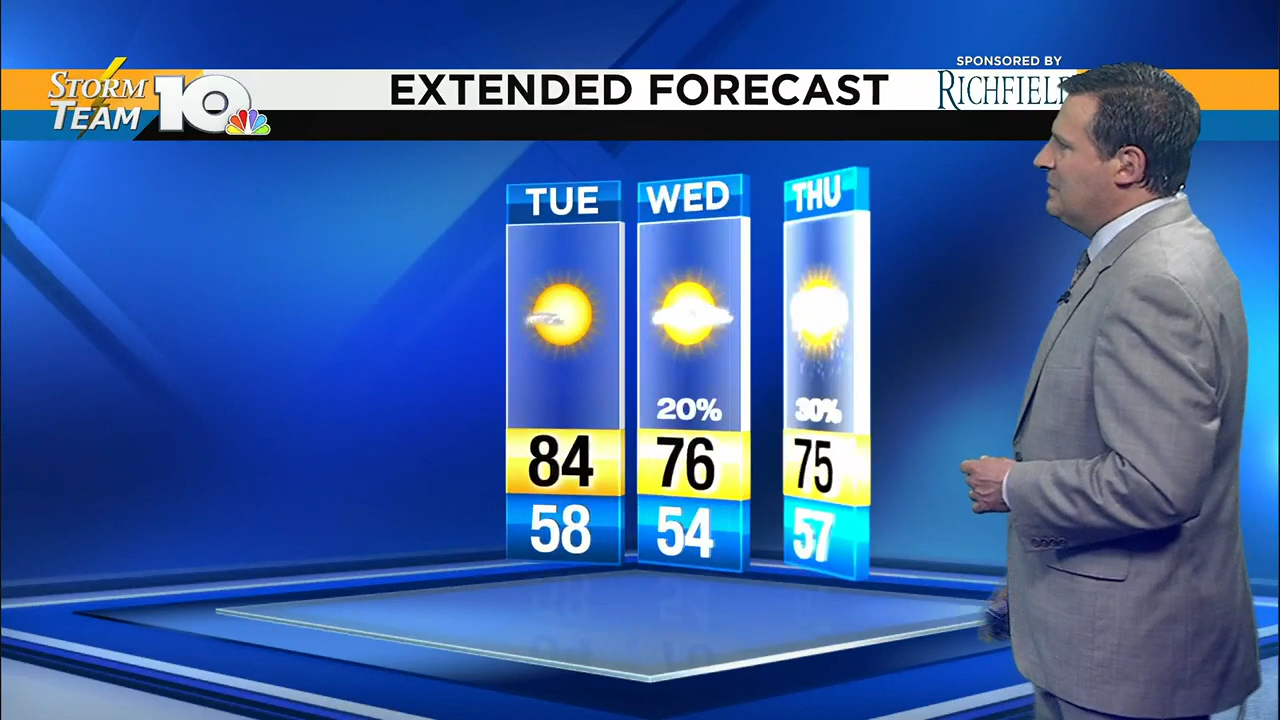 STORM
TEAM
10
EXTENDED FORECAST
SPONSORED BY
TUE
WED
THU
20%
30%
84
76
75
58
54
57